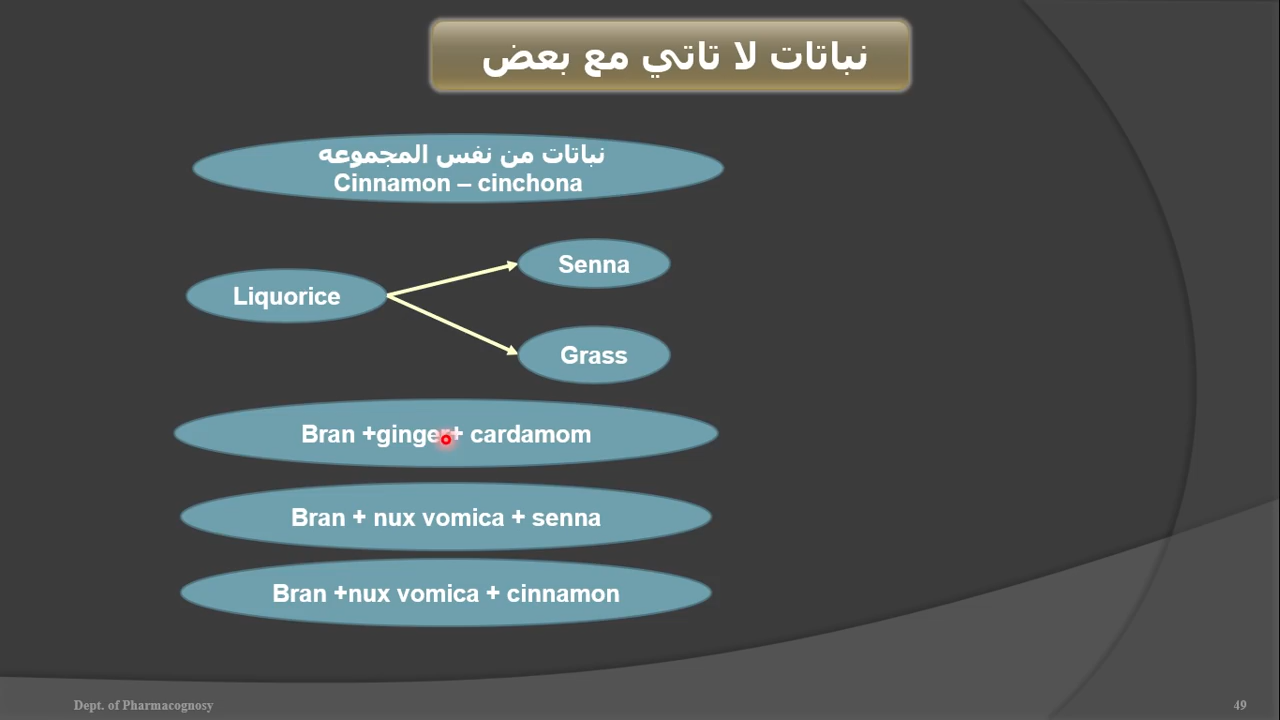 نباتات لا تاتي مع بعض
نباتات من نفس المجموعه
Cinnamon – cinchona
Senna
Liquorice
Grass
Bran +ginger+ cardamom
Bran + nux vomica + senna
Bran +nux vomica + cinnamon
Dept. of Pharmacognosy
49